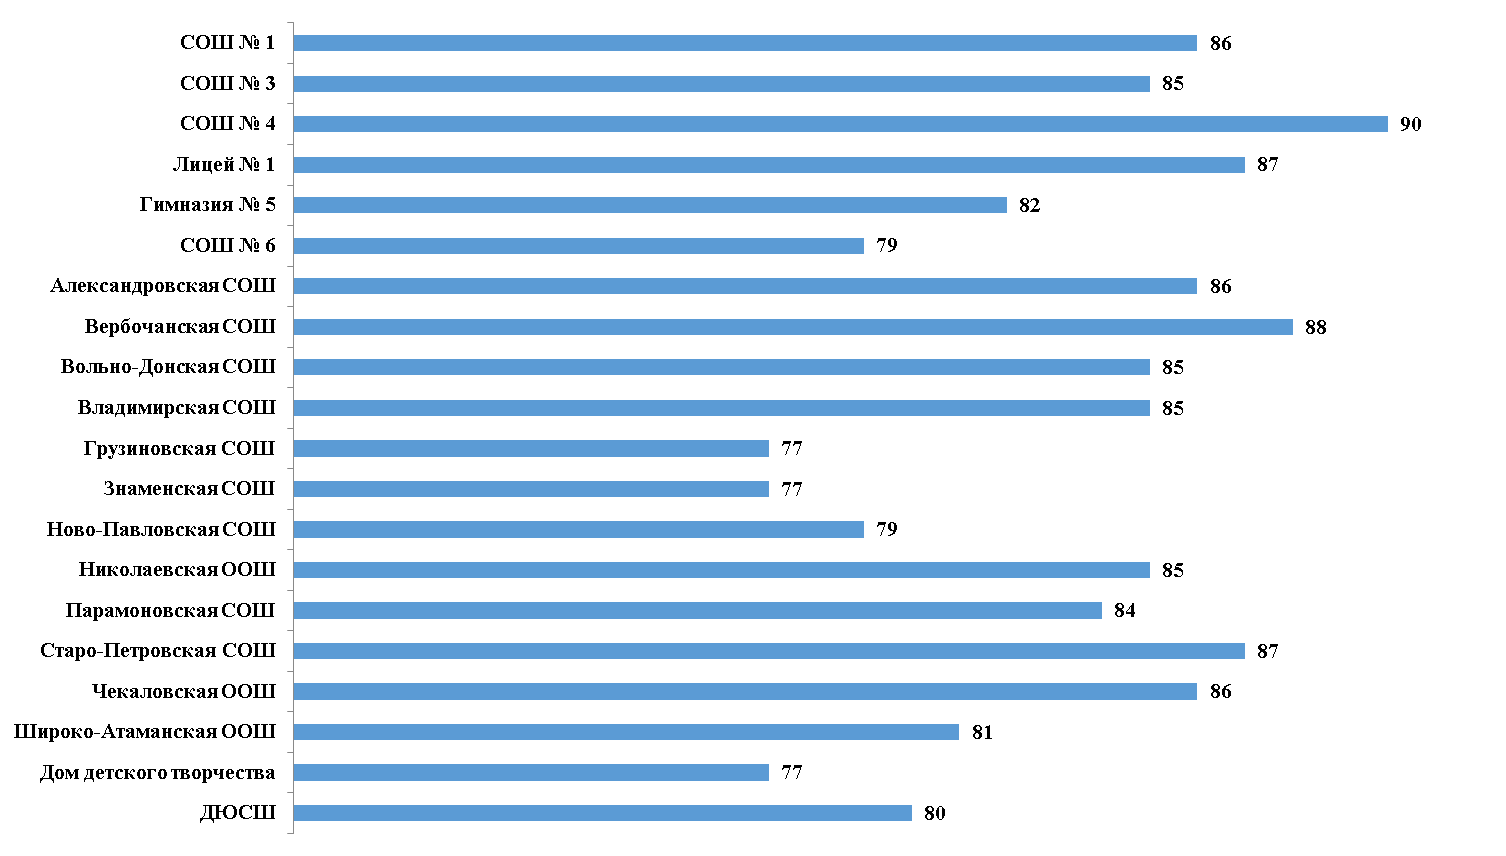 СОШ № 1 86
СОШ № 3 85
СОШ № 4 90
Лицей № 1 87
Гимназия № 5 82
СОШ № 6 79
Александровская СОШ 86
Вербочанская СОШ 88
Вольно-Донская СОШ 85
Владимирская СОШ 85
Грузиновская СОШ 77
Знаменская СОШ 77
Ново-Павловская СОШ 79
Николаевская ООШ 85
Парамоновская СОШ 84
Старо-Петровская СОШ 87
Чекаловская ООШ 86
Широко-Атаманская ООШ 81
Дом детского творчества 77
ДЮСШ 80